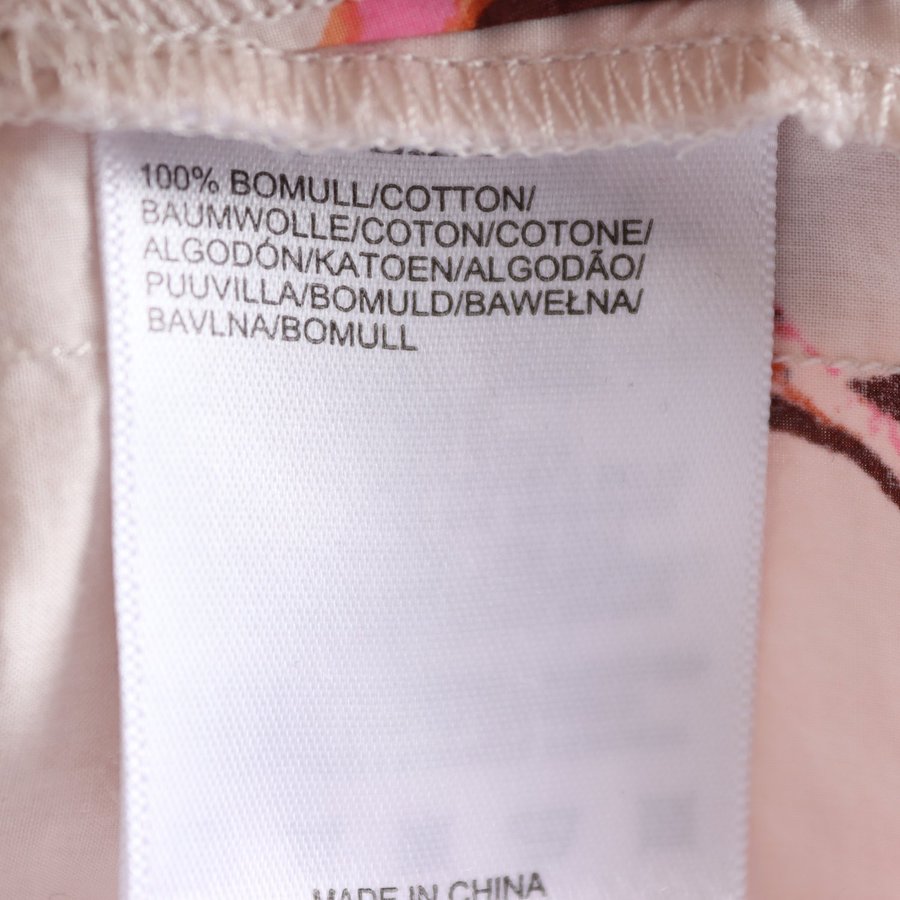 100% BOMULL/COTTON/
BAUMWOLLE/COTON/COTONE/
ALGODÓN/KATOEN/ALGODÃO/
PUUVILLA/BOMULD/BAWEŁNA/
BAVLNA/BOMULL
MADE IN CHINA